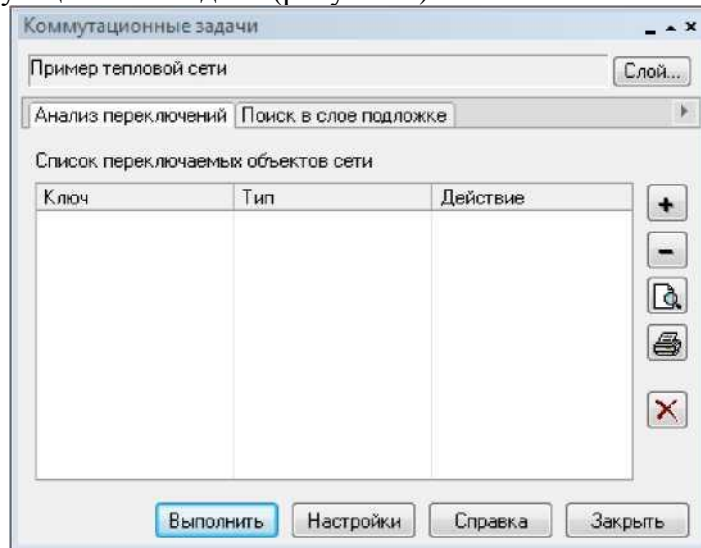 Коммутационные задачи
Пример тепловой сети
Слой...
Анализ переключений Поиск в слое подложке
Список переключаемых объектов сети
Ключ Тип Действие
Выполнить Настройки Справка Закрыть